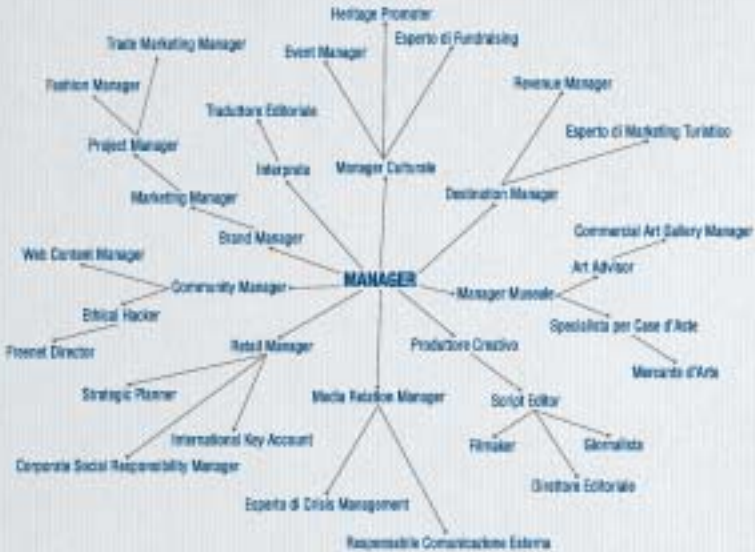 Heritage Promoter
Trade Marketing Manager
Esperto di Fundraising
Event Manager
Fashion Manager
Revenue Manager
Traduttore Editoriale
Esperto di Marketing Turistico
Project Manager
Interprete
Manager Culturale
Marketing Manager
Destination Manager
Commercial Art Gallery Manager
Brand Manager
Web Content Manager
Art Advisor
MANAGER
Community Manager
Manager Museale
Ethical Hacker
Specialista per Case d'Aste
Freenet Director
Retail Manager
Produttore Creativo
Mercante d'Arte
Strategic Planner
Media Relation Manager
Script Editor
International Key Account
Filmaker
Giornalista
Corporate Social Responsibility Manager
Direttore Editoriale
Esperto di Crisis Management
Responsabile Comunicazione Esterna